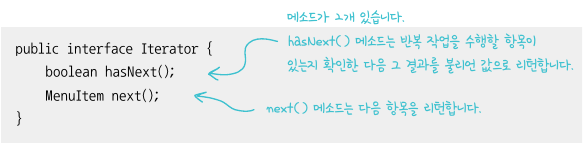 메소드가 2개 있습니다.
public interface Iterator {
hasNext() 메소드는 반복 작업을 수행할 항목이
boolean hasNext();
있는지 확인한 다음 그 결과를 불리언 값으로 리턴합니다.
MenuItem next();
next() 메소드는 다음 항목을 리턴합니다.
}